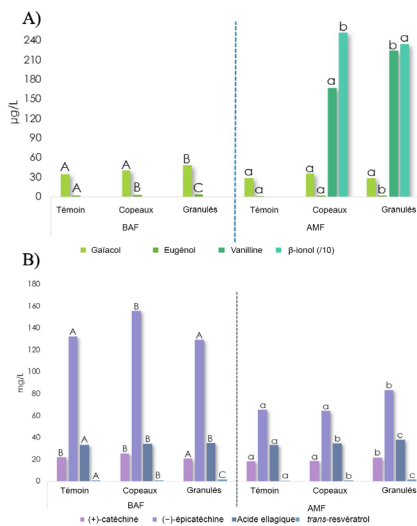 A)
µg/L
240
210
180
150
120
90
60
30
0
A A
A B
B C
a a
a a a b
a b b a
Témoin Copeaux Granulés Témoin Copeaux Granulés
BAF AMF
Gaïacol Eugénol Vanilline β-ionol (/10)
B)
mg/L
180
160
140
120
100
80
60
40
20
0
B A A A
B B B B
A A B C
a a a a
a a b b
b b c c
Témoin Copeaux Granulés Témoin Copeaux Granulés
BAF AMF
(+)-catéchine (−)-épicatéchine Acide ellagique trans-resvératrol